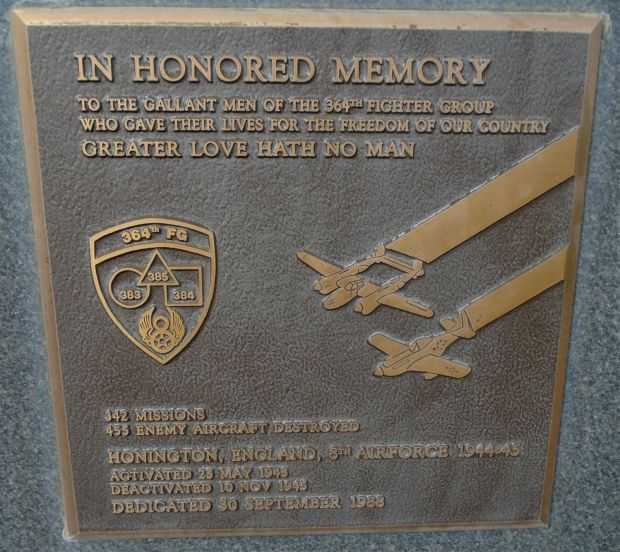 IN HONORED MEMORY
TO THE GALLANT MEN OF THE 364TH FIGHTER GROUP
WHO GAVE THEIR LIVES FOR THE FREEDOM OF OUR COUNTRY
GREATER LOVE HATH NO MAN
364th FG
385
383 384
8
342 MISSIONS
453 ENEMY AIRCRAFT DESTROYED
HONINGTON, ENGLAND, 8TH AIRFORCE 1944-45
ACTIVATED 25 MAY 1943
DEACTIVATED 10 NOV 1945
DEDICATED 30 SEPTEMBER 1988